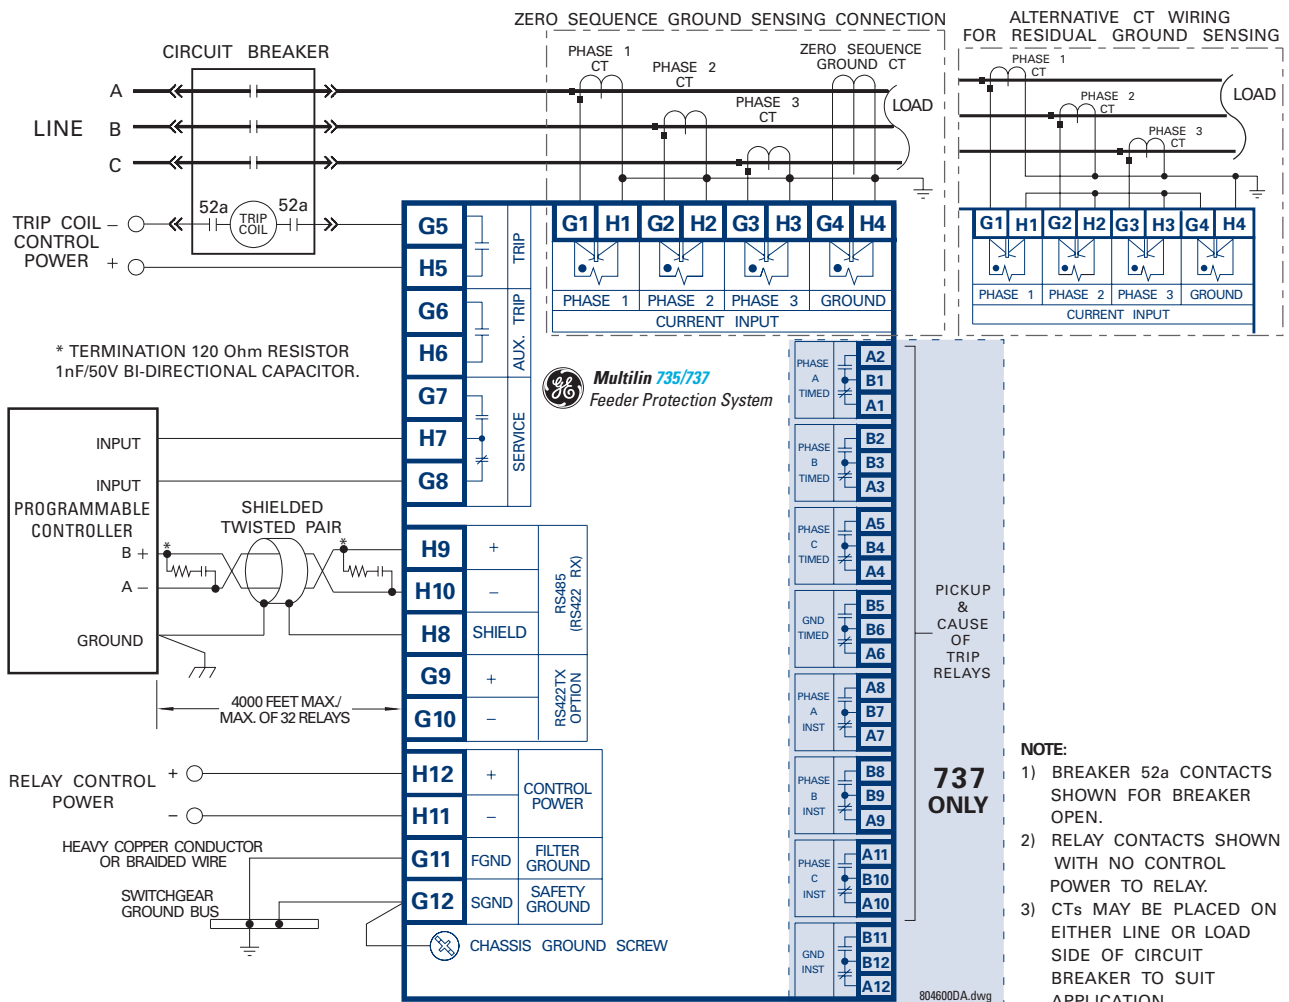 ZERO SEQUENCE GROUND SENSING CONNECTION
ALTERNATIVE CT WIRING
FOR RESIDUAL GROUND SENSING
CIRCUIT BREAKER
PHASE 1
CT
PHASE 2
CT
PHASE 3
CT
ZERO SEQUENCE
GROUND CT
LOAD
PHASE 1
CT
PHASE 2
CT
PHASE 3
CT
LOAD
LINE
A
B
C
TRIP COIL
CONTROL
POWER
–
+
52a
TRIP
COIL
52a
G1 H1 G2 H2 G3 H3 G4 H4
PHASE 1 PHASE 2 PHASE 3 GROUND
CURRENT INPUT
G1 H1 G2 H2 G3 H3 G4 H4
PHASE 1 PHASE 2 PHASE 3 GROUND
CURRENT INPUT
G5
H5
TRIP
G6
H6
AUX. TRIP
G7
H7
G8
SERVICE
* TERMINATION 120 Ohm RESISTOR
1nF/50V BI-DIRECTIONAL CAPACITOR.
GE
Multilin 735/737
Feeder Protection System
INPUT
INPUT
PROGRAMMABLE
CONTROLLER
B +
A –
GROUND
SHIELDED
TWISTED PAIR
*
*
H9 +
H10 –
H8 SHIELD
RS485
(RS422 RX)
G9 +
G10 –
RS422TX
OPTION
4000 FEET MAX./
MAX. OF 32 RELAYS
RELAY CONTROL
POWER
+
–
H12 +
H11 –
CONTROL
POWER
G11 FGND FILTER
GROUND
G12 SGND SAFETY
GROUND
HEAVY COPPER CONDUCTOR
OR BRAIDED WIRE
SWITCHGEAR
GROUND BUS
CHASSIS GROUND SCREW
PHASE
A
TIMED
A2
B1
A1
PHASE
B
TIMED
B2
B3
A3
PHASE
C
TIMED
A5
B4
A4
GND
TIMED
B5
B6
A6
PHASE
A
INST
A8
B7
A7
PHASE
B
INST
B8
B9
A9
PHASE
C
INST
A11
B10
A10
GND
INST
B11
B12
A12
PICKUP
&
CAUSE
OF
TRIP
RELAYS
737
ONLY
804600DA.dwg
NOTE:
1) BREAKER 52a CONTACTS
SHOWN FOR BREAKER
OPEN.
2) RELAY CONTACTS SHOWN
WITH NO CONTROL
POWER TO RELAY.
3) CTs MAY BE PLACED ON
EITHER LINE OR LOAD
SIDE OF CIRCUIT
BREAKER TO SUIT
APPLICATION